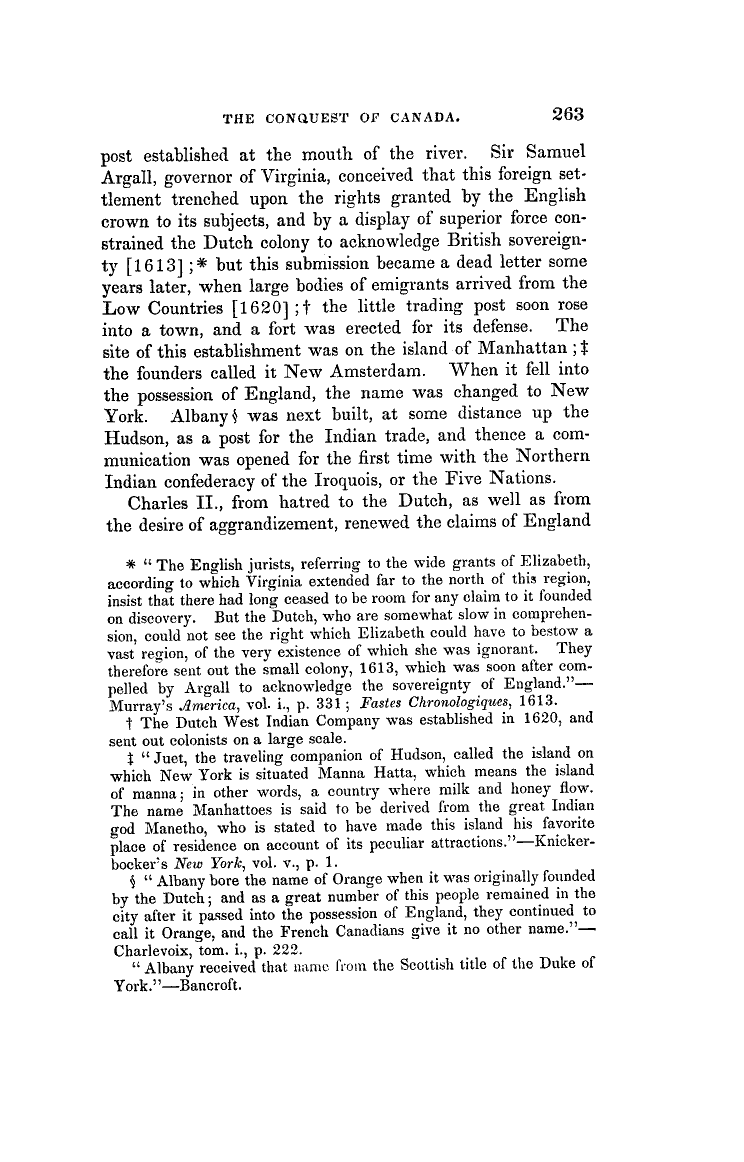 THE CONQUEST OF CANADA. 263
post established at the mouth of the river. Sir Samuel
Argall, governor of Virginia, conceived that this foreign set-
tlement trenched upon the rights granted by the English
crown to its subjects, and by a display of superior force con-
strained the Dutch colony to acknowledge British sovereign-
ty [1613] ;* but this submission became a dead letter some
years later, when large bodies of emigrants arrived from the
Low Countries [1620] ;† the little trading post soon rose
into a town, and a fort was erected for its defense. The
site of this establishment was on the island of Manhattan ;‡
the founders called it New Amsterdam. When it fell into
the possession of England, the name was changed to New
York. Albany § was next built, at some distance up the
Hudson, as a post for the Indian trade, and thence a com-
munication was opened for the first time with the Northern
Indian confederacy of the Iroquois, or the Five Nations.
Charles II., from hatred to the Dutch, as well as from
the desire of aggrandizement, renewed the claims of England
* “ The English jurists, referring to the wide grants of Elizabeth,
according to which Virginia extended far to the north of this region,
insist that there had long ceased to be room for any claim to it founded
on discovery. But the Dutch, who are somewhat slow in comprehen-
sion, could not see the right which Elizabeth could have to bestow a
vast region, of the very existence of which she was ignorant. They
therefore sent out the small colony, 1613, which was soon after com-
pelled by Argall to acknowledge the sovereignty of England.”—
Murray's America, vol. i., p. 331 ; Fastes Chronologiques, 1613.
† The Dutch West Indian Company was established in 1620, and
sent out colonists on a large scale.
‡ “ Juet, the traveling companion of Hudson, called the island on
which New York is situated Manna Hatta, which means the island
of manna; in other words, a country where milk and honey flow.
The name Manhattoes is said to be derived from the great Indian
god Manetho, who is stated to have made this island his favorite
place of residence on account of its peculiar attractions.”—Knicker-
bocker's New York, vol. v., p. 1.
§ “ Albany bore the name of Orange when it was originally founded
by the Dutch; and as a great number of this people remained in the
city after it passed into the possession of England, they continued to
call it Orange, and the French Canadians give it no other name.”—
Charlevoix, tom. i., p. 222.
“ Albany received that name from the Scottish title of the Duke of
York.”—Bancroft.